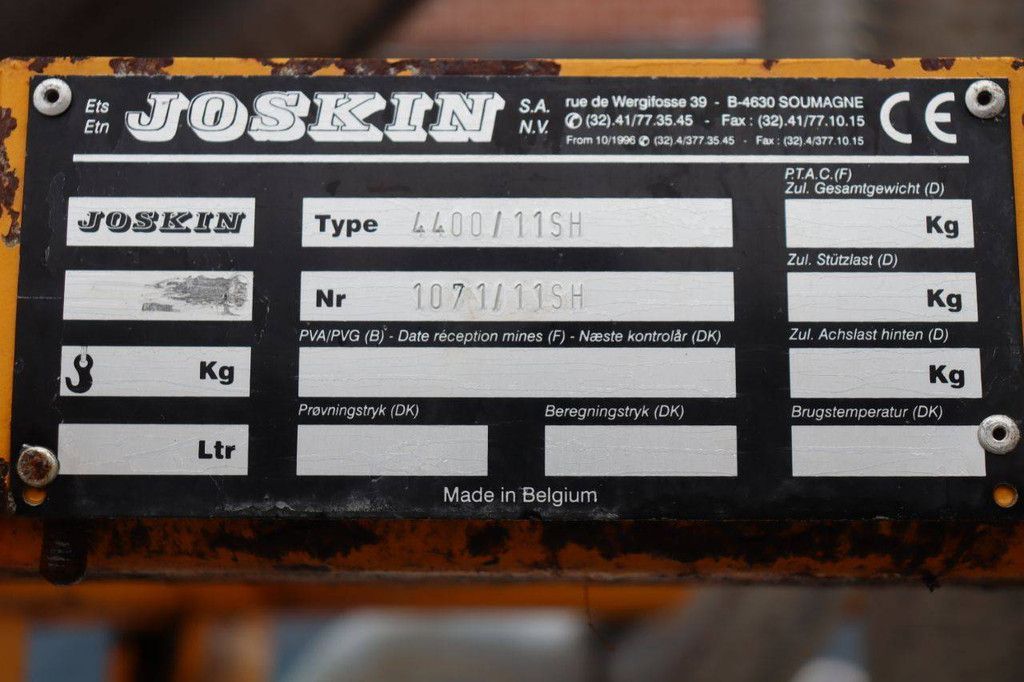 Ets
Etn
JOSKIN
S.A.
N.V.
rue de Wergifosse 39 - B-4630 SOUMAGNE
✆ (32).41/77.35.45 - Fax : (32).41/77.10.15
From 10/1996 ✆ (32).4/377.35.45 - Fax : (32).4/377.10.15
CE
JOSKIN
Type 4400/11SH
P.T.A.C.(F)
Zul. Gesamtgewicht (D)
Kg
Nr 1071/11SH
Zul. Stützlast (D)
Kg
Kg
PVA/PVG (B) - Date réception mines (F) - Næste kontrolår (DK)
Zul. Achslast hinten (D)
Kg
Ltr
Prøvningstryk (DK)
Beregningstryk (DK)
Brugstemperatur (DK)
Made in Belgium